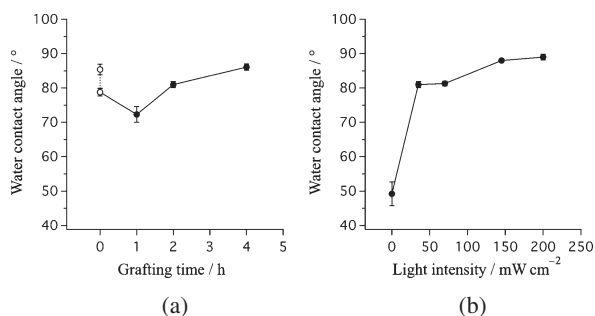 100
90
80
70
60
50
40
Water contact angle / °
0 1 2 3 4 5
Grafting time / h
(a)
100
90
80
70
60
50
40
Water contact angle / °
0 50 100 150 200 250
Light intensity / mW cm⁻²
(b)